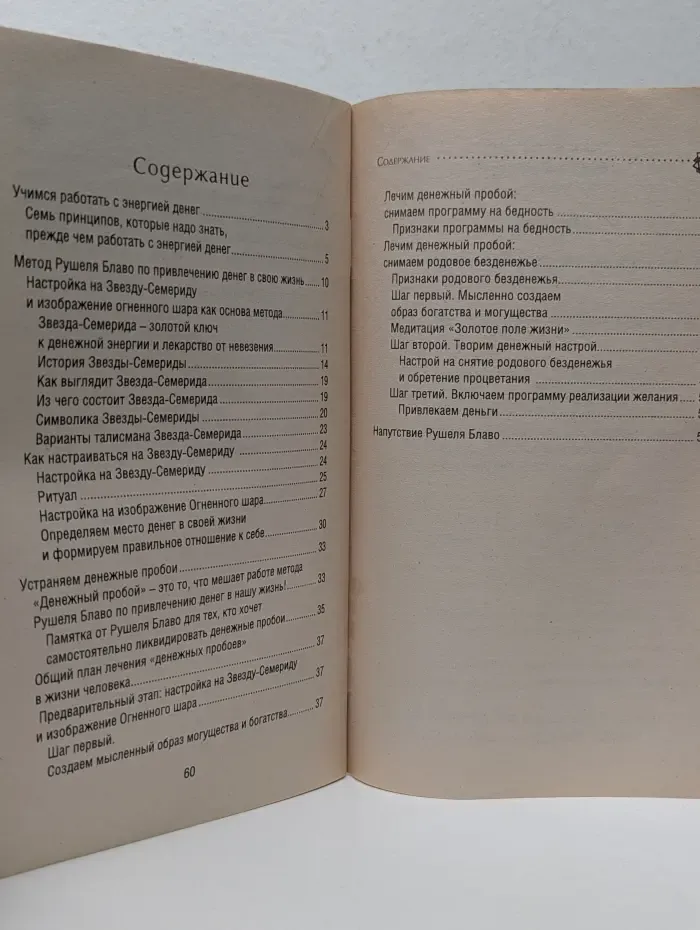 Содержание
Учимся работать с энергией денег ........ 3
Семь принципов, которые надо знать,
прежде чем работать с энергией денег ........ 5
Метод Рушеля Блаво по привлечению денег в свою жизнь ........ 10
Настройка на Звезду-Семериду
и изображение огненного шара как основа метода ........ 11
Звезда-Семерида – золотой ключ
к денежной энергии и лекарство от невезения ........ 11
История Звезды-Семериды ........ 14
Как выглядит Звезда-Семерида ........ 19
Из чего состоит Звезда-Семерида ........ 19
Символика Звезды-Семериды ........ 20
Варианты талисмана Звезда-Семерида ........ 23
Как настраиваться на Звезду-Семериду ........ 24
Настройка на Звезду-Семериду ........ 24
Ритуал ........ 25
Настройка на изображение Огненного шара ........ 27
Определяем место денег в своей жизни
и формируем правильное отношение к себе ........ 30
Устраняем денежные пробои ........ 33
«Денежный пробой» – это то, что мешает работе метода
Рушеля Блаво по привлечению денег в нашу жизнь! ........ 33
Памятка от Рушеля Блаво для тех, кто хочет
самостоятельно ликвидировать денежные пробои ........ 35
Общий план лечения «денежных пробоев»
в жизни человека ........ 37
Предварительный этап: настройка на Звезду-Семериду
и изображение Огненного шара ........ 37
Шаг первый.
Создаем мысленный образ могущества и богатства ........ 37
60
Содержание ........
Лечим денежный пробой:
снимаем программу на бедность ........
Признаки программы на бедность ........
Лечим денежный пробой:
снимаем родовое безденежье ........
Признаки родового безденежья ........
Шаг первый. Мысленно создаем
образ богатства и могущества ........
Медитация «Золотое поле жизни» ........
Шаг второй. Творим денежный настрой ........
Настрой на снятие родового безденежья
и обретение процветания ........
Шаг третий. Включаем программу реализации желания ........
Привлекаем деньги ........
Напутствие Рушеля Блаво ........